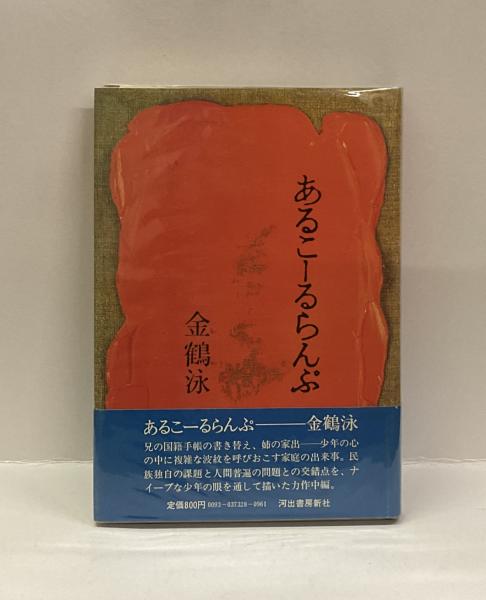 あるこーるらんぷ
金鶴泳
あるこーるらんぷ――――金鶴泳
兄の国籍手帳の書き替え、姉の家出――少年の心
の中に複雑な波紋を呼びおこす家庭の出来事。民
族独自の課題と人間普遍の問題との交錯点を、ナ
イーブな少年の眼を通して描いた力作中編。
定価800円 0093-037328-0961 河出書房新社